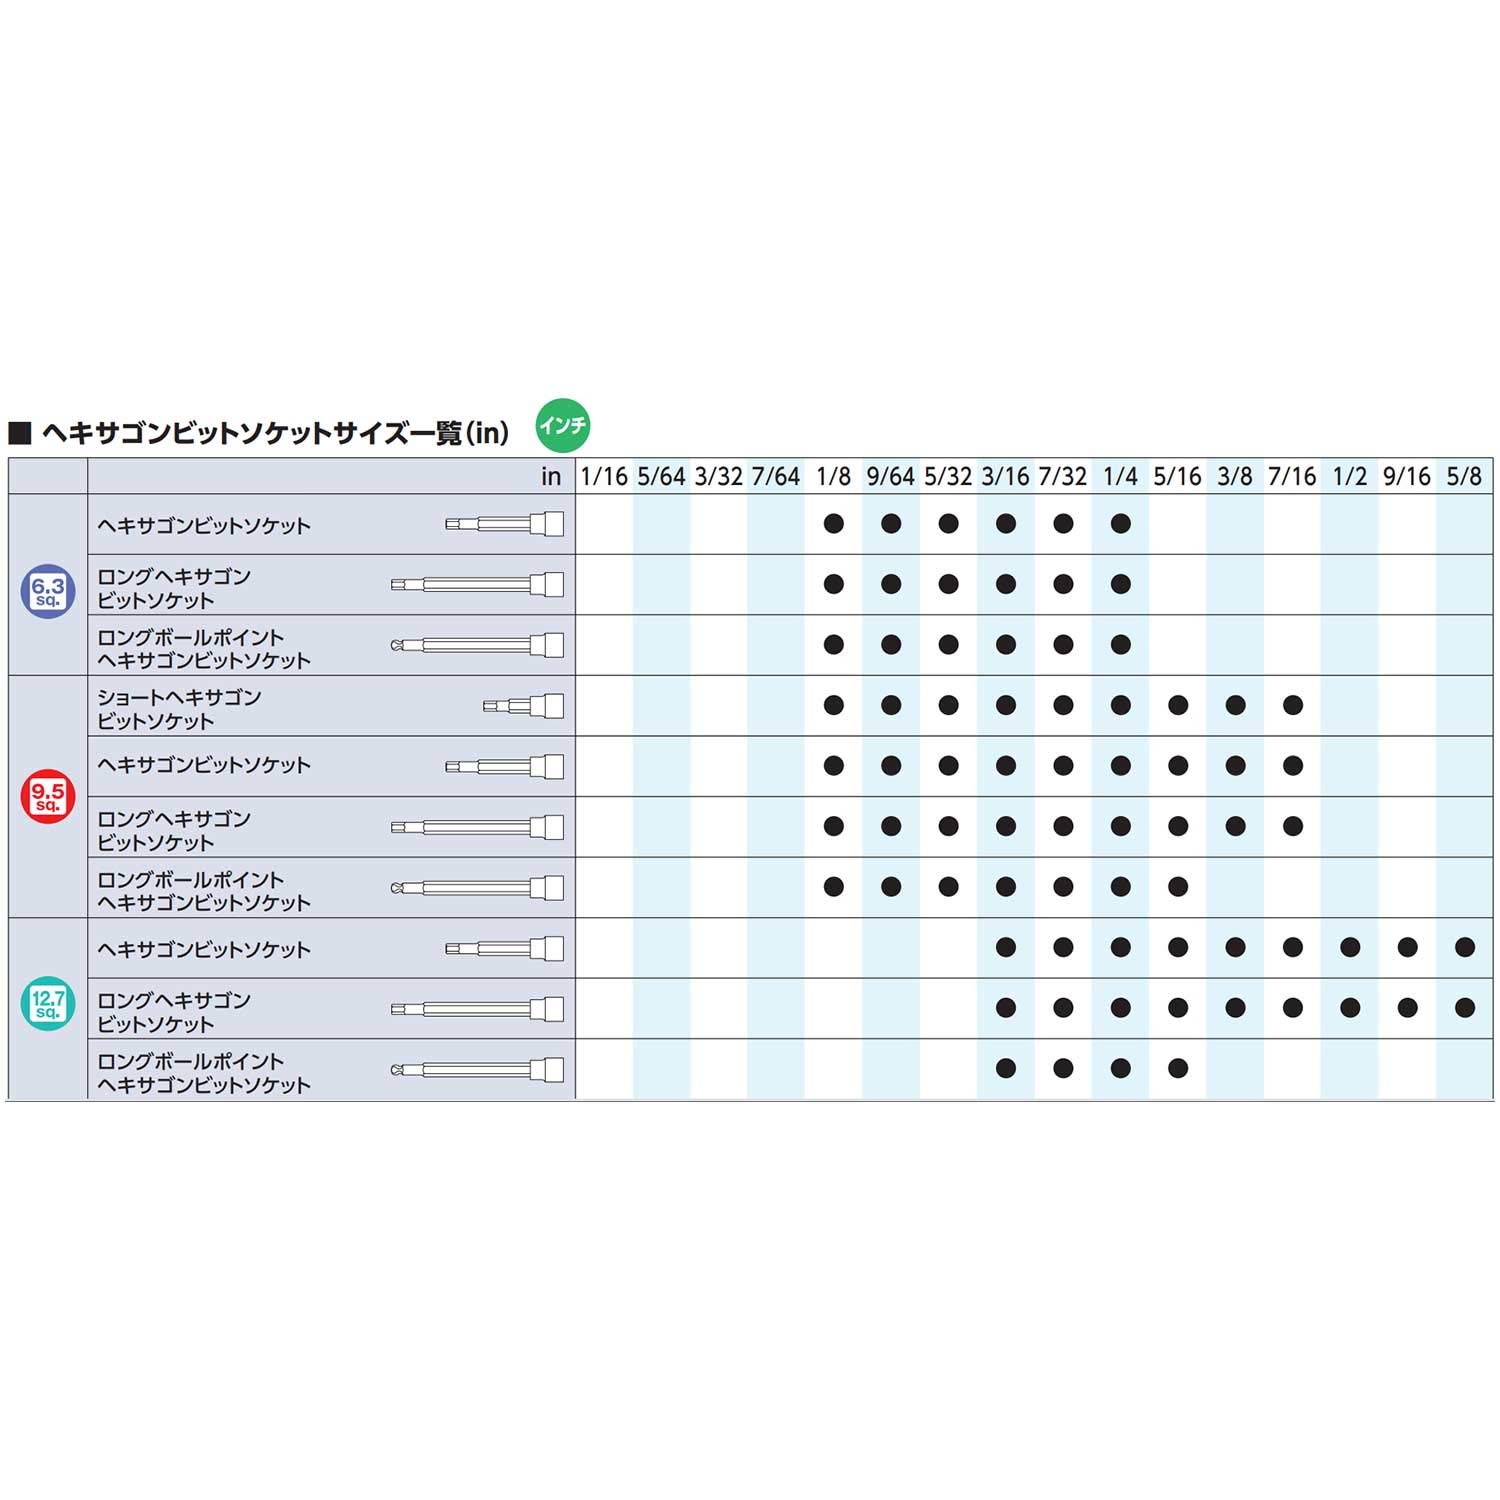 ■ ヘキサゴンビットソケットサイズ一覧(in) インチ
in 1/16 5/64 3/32 7/64 1/8 9/64 5/32 3/16 7/32 1/4 5/16 3/8 7/16 1/2 9/16 5/8
6.3
sq.
ヘキサゴンビットソケット ● ● ● ● ● ●
ロングヘキサゴン
ビットソケット ● ● ● ● ● ●
ロングボールポイント
ヘキサゴンビットソケット ● ● ● ● ● ●
9.5
sq.
ショートヘキサゴン
ビットソケット ● ● ● ● ● ● ● ● ●
ヘキサゴンビットソケット ● ● ● ● ● ● ● ● ●
ロングヘキサゴン
ビットソケット ● ● ● ● ● ● ● ● ●
ロングボールポイント
ヘキサゴンビットソケット ● ● ● ● ● ● ●
12.7
sq.
ヘキサゴンビットソケット ● ● ● ● ● ● ● ● ●
ロングヘキサゴン
ビットソケット ● ● ● ● ● ● ● ● ●
ロングボールポイント
ヘキサゴンビットソケット ● ● ● ●